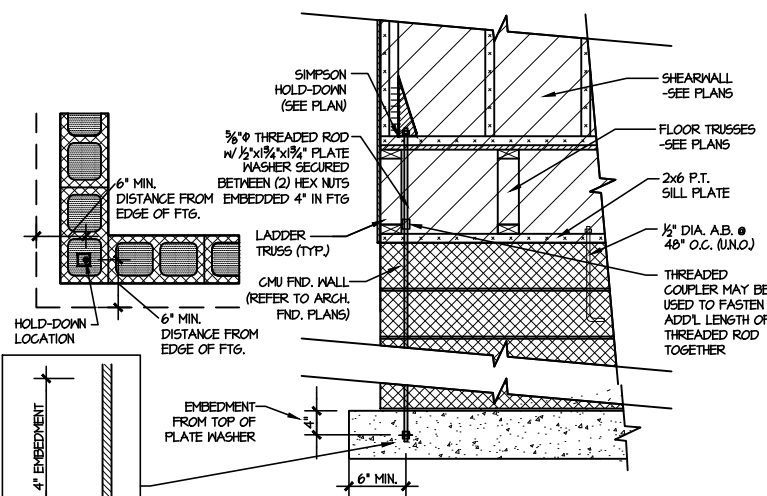 SIMPSON
HOLD-DOWN
(SEE PLAN)
5/8"Φ THREADED ROD
W/ 1/2"x1 3/4"x1 3/4" PLATE
WASHER SECURED
BETWEEN (2) HEX NUTS
EMBEDDED 4" IN FTG
LADDER
TRUSS (TYP.)
CMU FND. WALL
(REFER TO ARCH.
FND. PLANS)
EMBEDMENT
FROM TOP OF
PLATE WASHER
4"
6" MIN.
SHEARWALL
-SEE PLANS
FLOOR TRUSSES
-SEE PLANS
2X6 P.T.
SILL PLATE
1/2" DIA. A.B. @
48" O.C. (U.N.O.)
THREADED
COUPLER MAY BE
USED TO FASTEN
ADD'L LENGTH OF
THREADED ROD
TOGETHER
6" MIN.
DISTANCE FROM
EDGE OF FTG.
HOLD-DOWN
LOCATION
6" MIN.
DISTANCE FROM
EDGE OF FTG.
4" EMBEDMENT